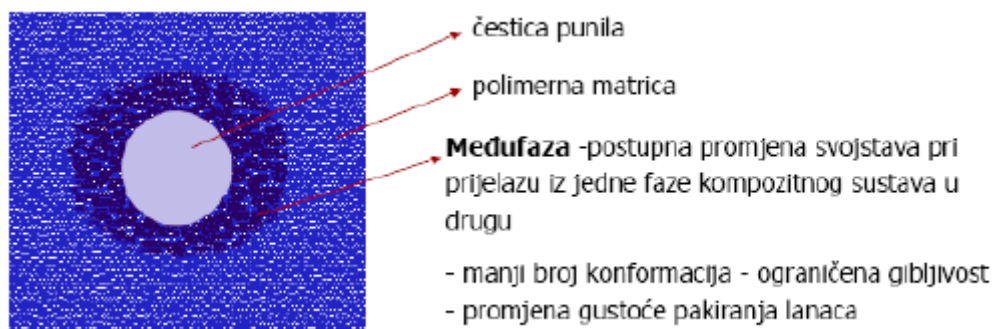 čestica punila
polimerna matrica
Međufaza -postupna promjena svojstava pri
prijelazu iz jedne faze kompozitnog sustava u
drugu
- manji broj konformacija - ograničena gibljivost
- promjena gustoće pakiranja lanaca